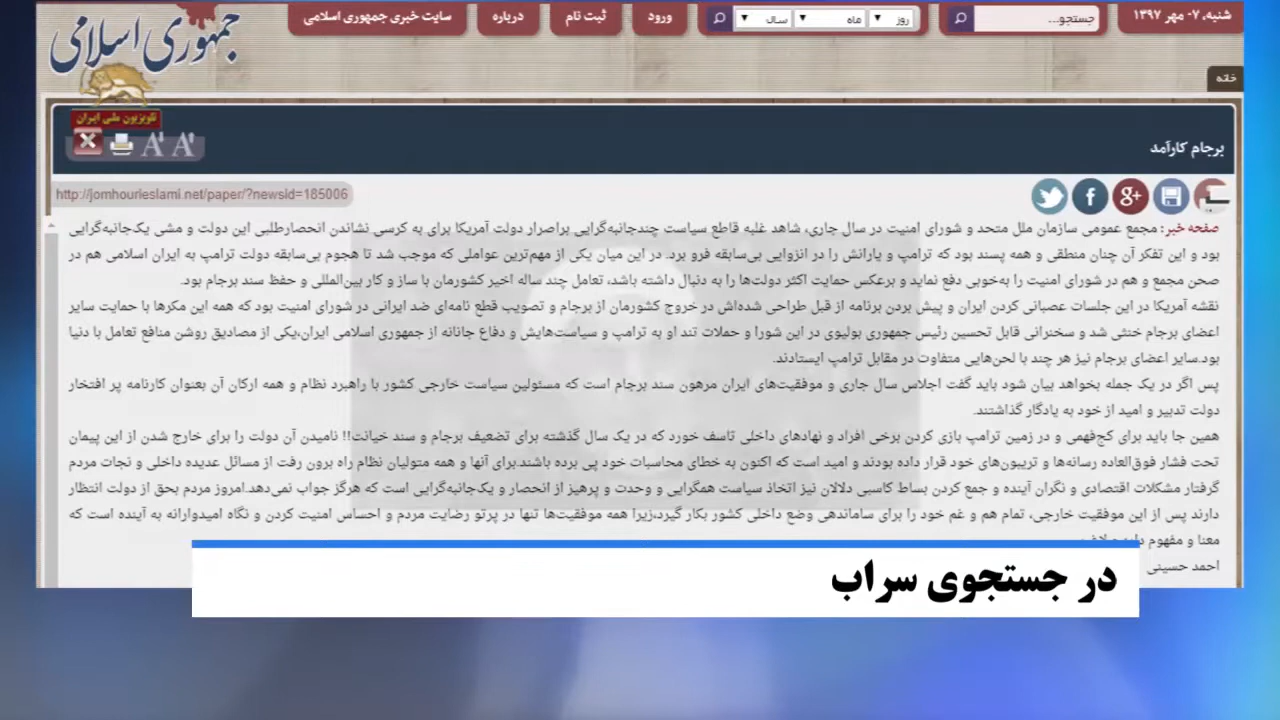 شنبه، ۰۷ مهر ۱۳۹۷
جستجو...
روز
ماه
سال
ورود
ثبت نام
درباره
سایت خبری جمهوری اسلامی
جمهوری اسلامی
خانه
تلویزیون ملی ایران
برجام کارآمد
A A
http://jomhourieslami.net/paper/?newsid=185006
صفحه خبر: مجمع عمومی سازمان ملل متحد و شورای امنیت در سال جاری، شاهد غلبه قاطع سیاست چندجانبه‌گرایی براصرار دولت آمریکا برای به کرسی نشاندن انحصارطلبی این دولت و مشی یک‌جانبه‌گرایی
بود و این تفکر آن چنان منطقی و همه پسند بود که ترامپ و یارانش را در انزوایی بی‌سابقه فرو برد. در این میان یکی از مهم‌ترین عواملی که موجب شد تا هجوم بی‌سابقه دولت ترامپ به ایران اسلامی هم در
صحن مجمع و هم در شورای امنیت را به‌خوبی دفع نماید و برعکس حمایت اکثر دولت‌ها را به دنبال داشته باشد، تعامل چند ساله اخیر کشورمان با ساز و کار بین‌المللی و حفظ سند برجام بود.
نقشه آمریکا در این جلسات عصبانی کردن ایران و پیش بردن برنامه از قبل طراحی شده‌اش در خروج کشورمان از برجام و تصویب قطع نامه‌ای ضد ایرانی در شورای امنیت بود که همه این مکرها با حمایت سایر
اعضای برجام خنثی شد و سخنرانی قابل تحسین رئیس جمهوری بولیوی در این شورا و حملات تند او به ترامپ و سیاست‌هایش و دفاع جانانه از جمهوری اسلامی ایران،یکی از مصادیق روشن منافع تعامل با دنیا
بود.سایر اعضای برجام نیز هر چند با لحن‌هایی متفاوت در مقابل ترامپ ایستادند.
پس اگر در یک جمله بخواهد بیان شود باید گفت اجلاس سال جاری و موفقیت‌های ایران مرهون سند برجام است که مسئولین سیاست خارجی کشور با راهبرد نظام و همه ارکان آن بعنوان کارنامه پر افتخار
دولت تدبیر و امید از خود به یادگار گذاشتند.
همین جا باید برای کج‌فهمی و در زمین ترامپ بازی کردن برخی افراد و نهادهای داخلی تاسف خورد که در یک سال گذشته برای تضعیف برجام و سند خیانت!! نامیدن آن دولت را برای خارج شدن از این پیمان
تحت فشار فوق‌العاده رسانه‌ها و تریبون‌های خود قرار داده بودند و امید است که اکنون به خطای محاسبات خود پی برده باشند.برای آنها و همه متولیان نظام راه برون رفت از مسائل عدیده داخلی و نجات مردم
گرفتار مشکلات اقتصادی و نگران آینده و جمع کردن بساط کاسبی دلالان نیز اتخاذ سیاست همگرایی و وحدت و پرهیز از انحصار و یک‌جانبه‌گرایی است که هرگز جواب نمی‌دهد.امروز مردم بحق از دولت انتظار
دارند پس از این موفقیت خارجی، تمام هم و غم خود را برای ساماندهی وضع داخلی کشور بکار گیرد،زیرا همه موفقیت‌ها تنها در پرتو رضایت مردم و احساس امنیت کردن و نگاه امیدوارانه به آینده است که
معنا و مفهوم
احمد حسینی
در جستجوی سراب